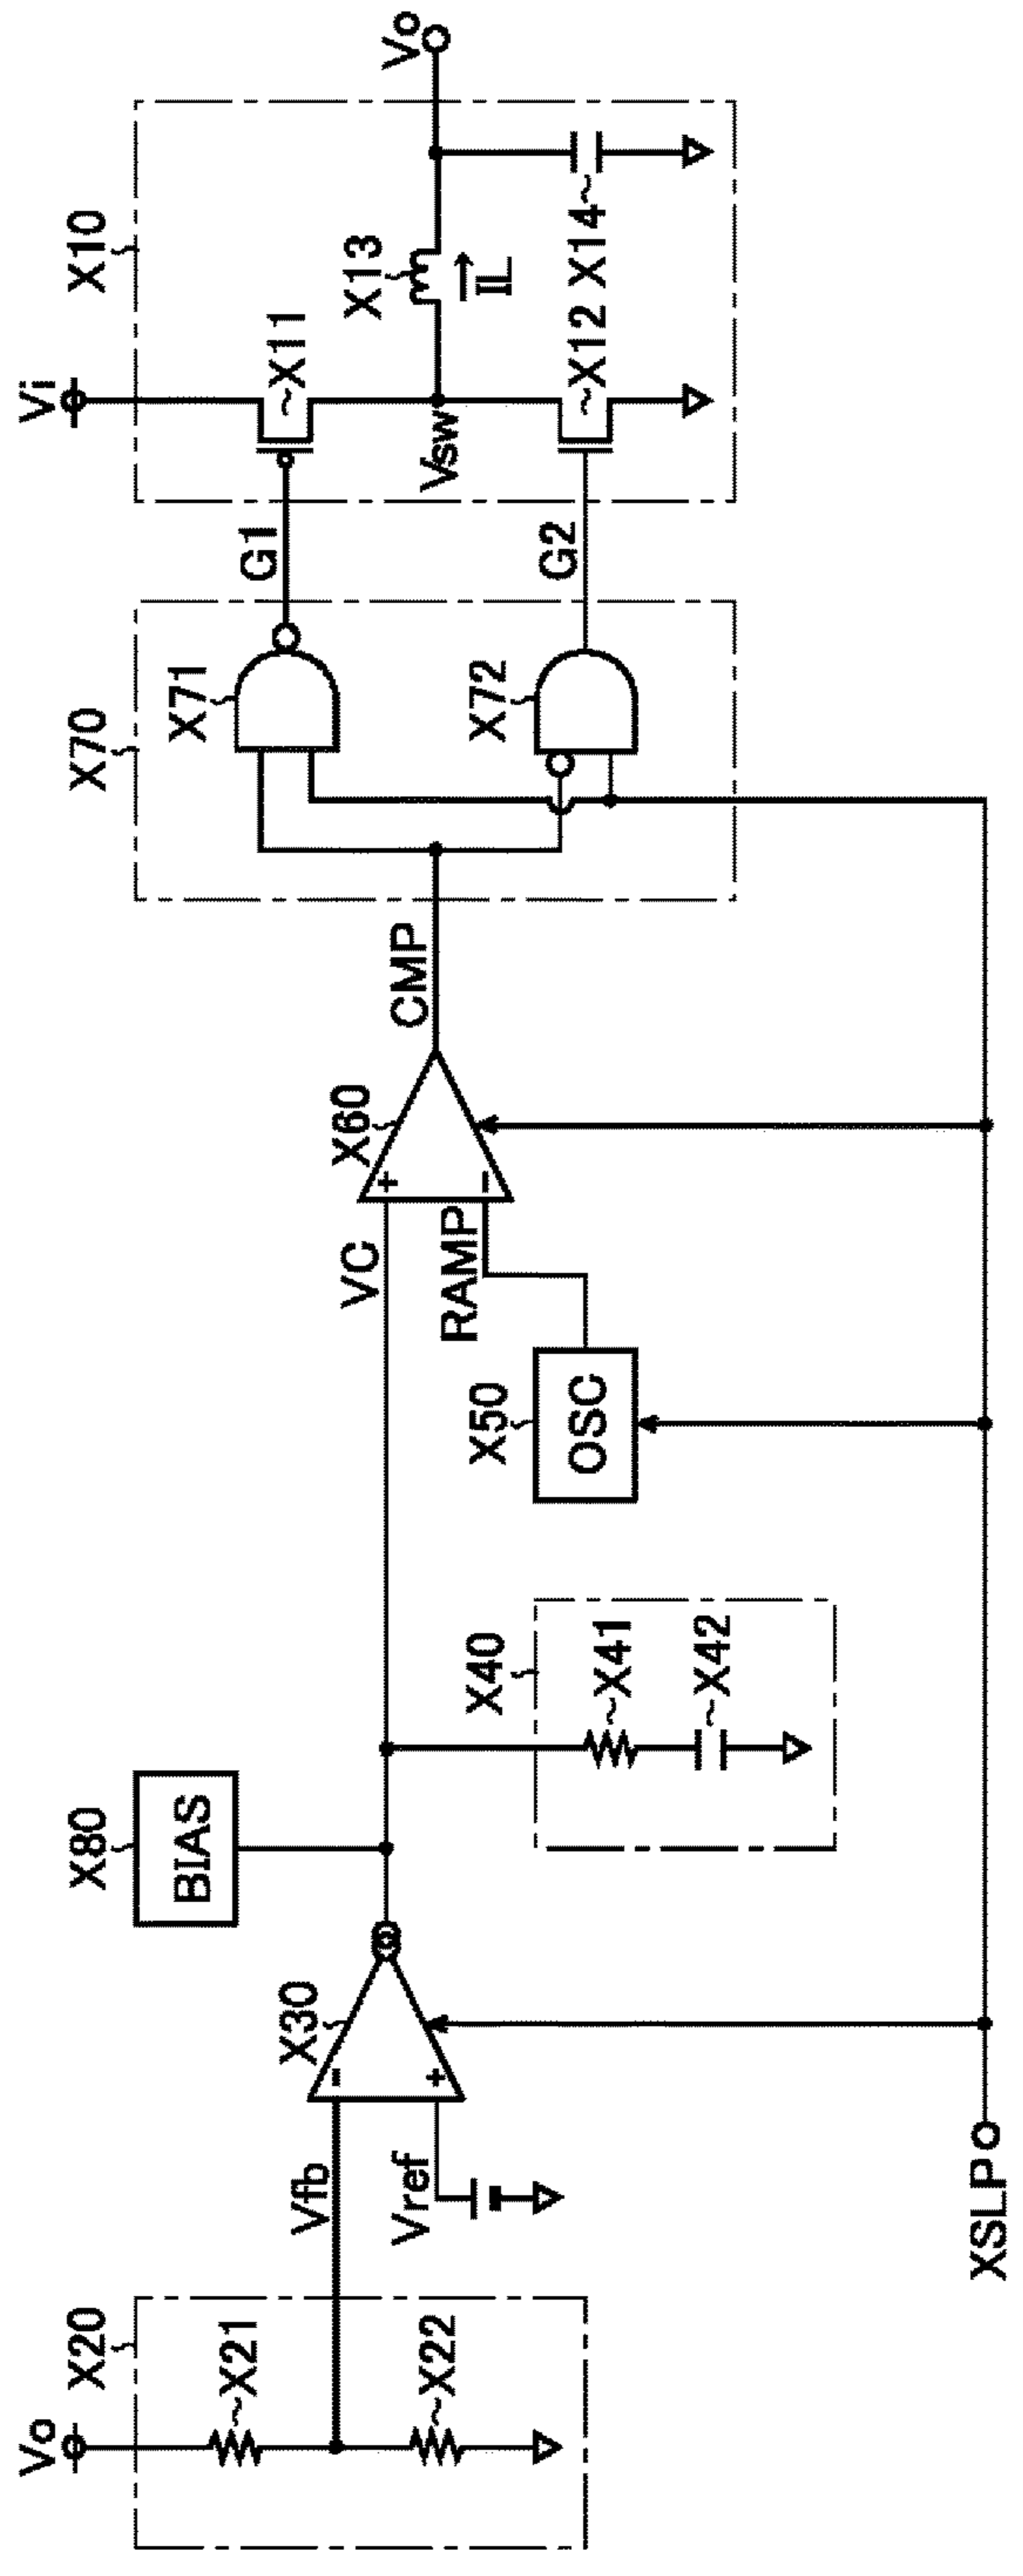 Vo
X20
X21
X22
Vfb
Vref
X30
-
+
X80
BIAS
X40
X41
X42
VC
X50
OSC
RAMP
X60
+
-
CMP
X70
X71
X72
G1
G2
X10
Vi
X11
Vsw
X12
X13
IL
X14
Vo
XSLP